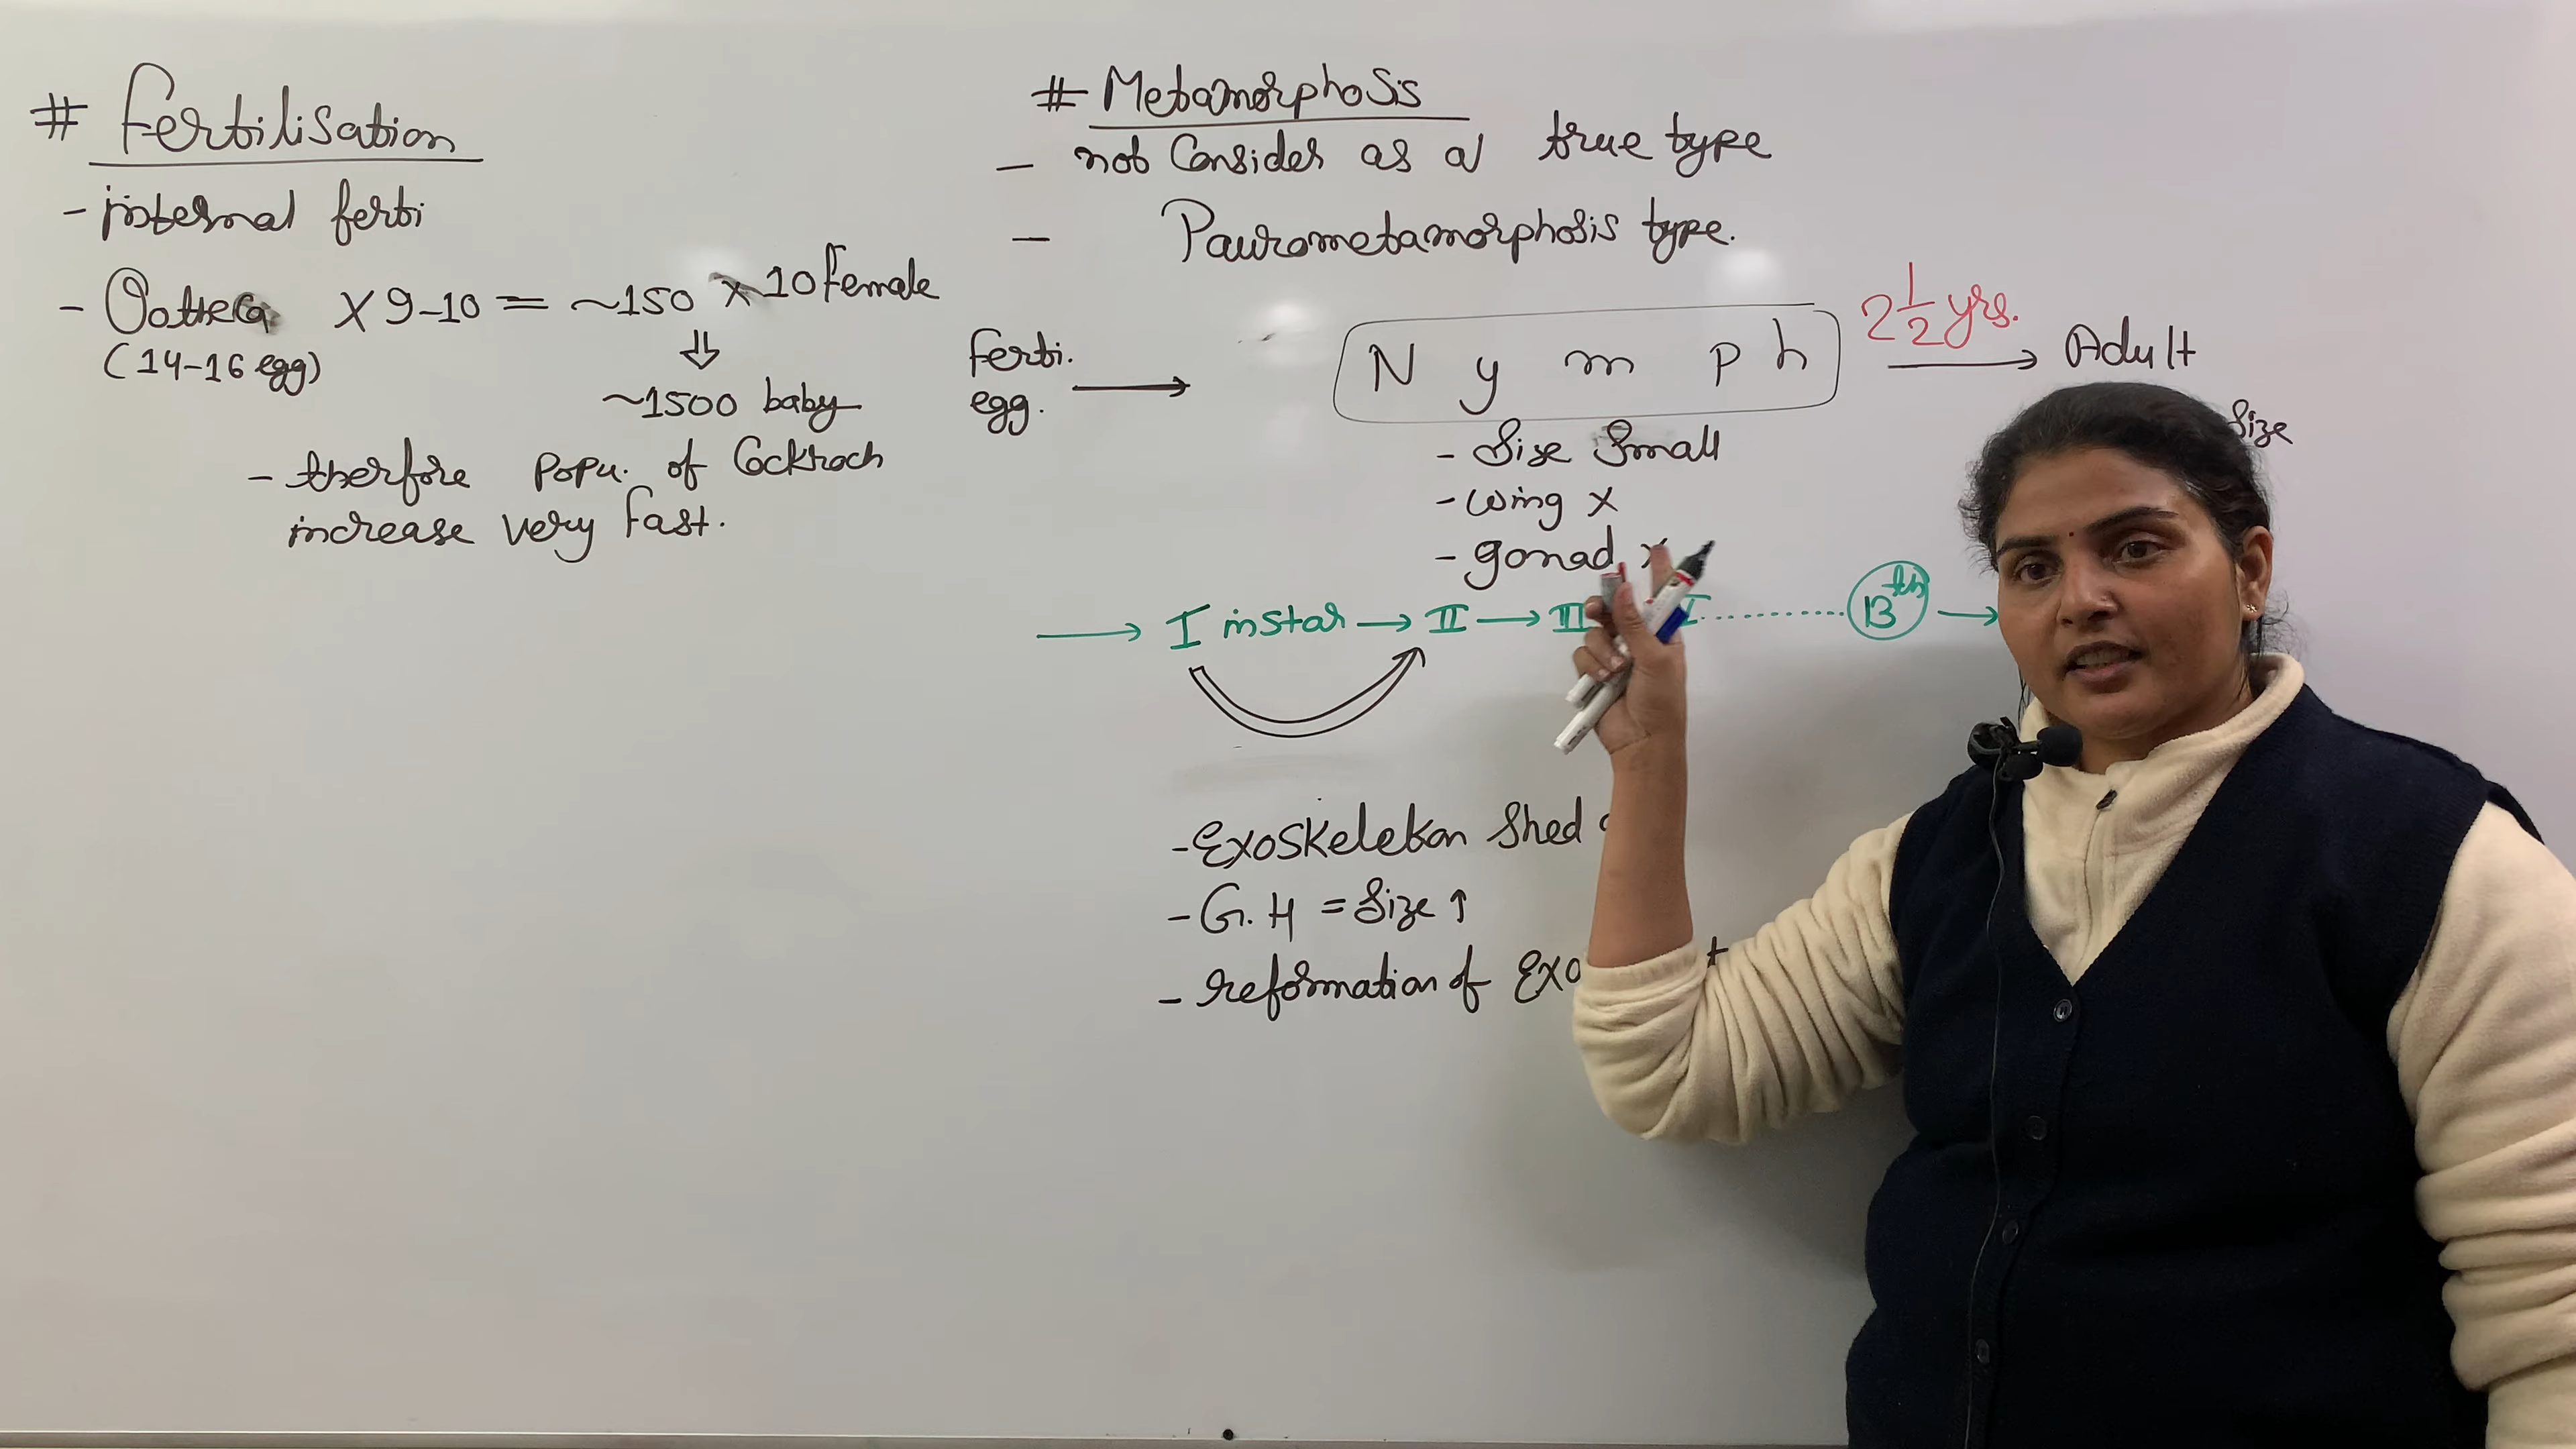 # Fertilisation
- internal ferti
- Ootheca × 9-10 = ~150 × 10 Female
(14-16 egg)
⇓
~1500 baby
- therfore popu. of Cockroch
increase very fast.
# Metamorphosis
- not Consider as a true type
- Paurometamorphosis type.
Ferti. egg. → Nymph 2 1/2 yrs. → Adult
- Size Small
- wing ×
- gonad ×
Size
→ I instar → II → III ........ 13th →
- Exoskeleton Shed
- G.H = Size ↑
- reformation of Exo